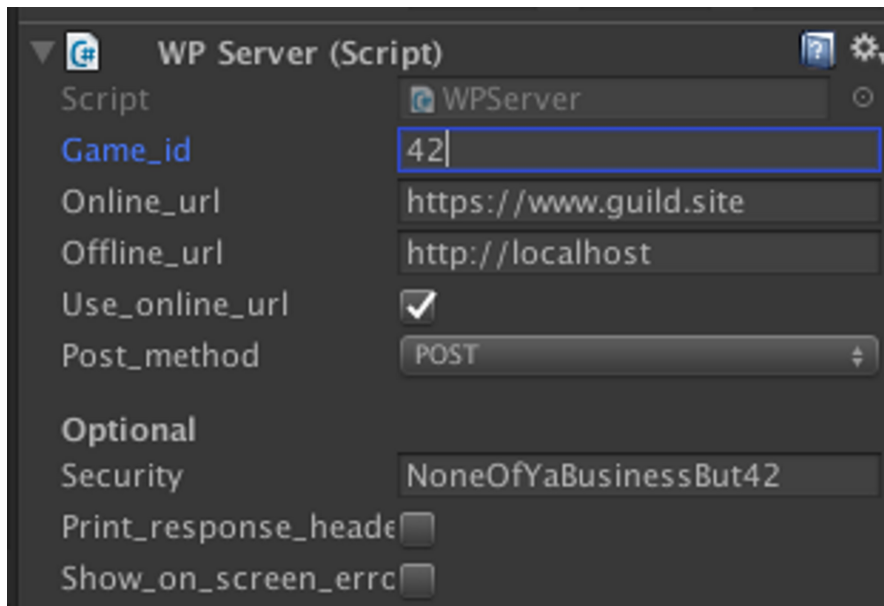 WP Server (Script)
Script WPServer
Game_id 42
Online_url https://www.guild.site
Offline_url http://localhost
Use_online_url
Post_method POST
Optional
Security NoneOfYaBusinessBut42
Print_response_heade
Show_on_screen_erro